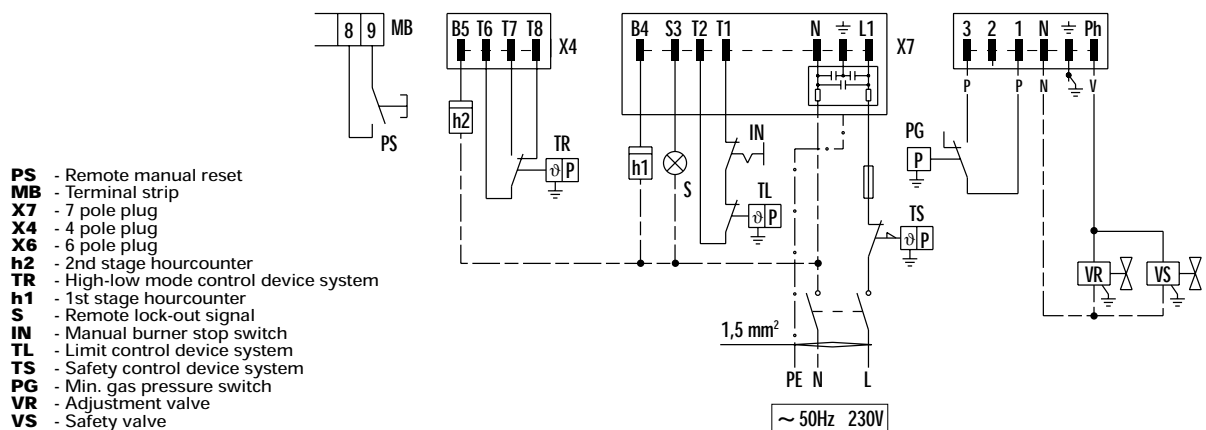 8 9 MB
PS
B5 T6 T7 T8
X4
h2
TR
ϑ P
B4 S3 T2 T1 N L1
X7
h1
S
IN
TL
ϑ P
TS
ϑ P
1,5 mm²
PE N L
~ 50Hz 230V
3 2 1 N Ph
P P N V
PG
P
VR VS
PS - Remote manual reset
MB - Terminal strip
X7 - 7 pole plug
X4 - 4 pole plug
X6 - 6 pole plug
h2 - 2nd stage hourcounter
TR - High-low mode control device system
h1 - 1st stage hourcounter
S - Remote lock-out signal
IN - Manual burner stop switch
TL - Limit control device system
TS - Safety control device system
PG - Min. gas pressure switch
VR - Adjustment valve
VS - Safety valve